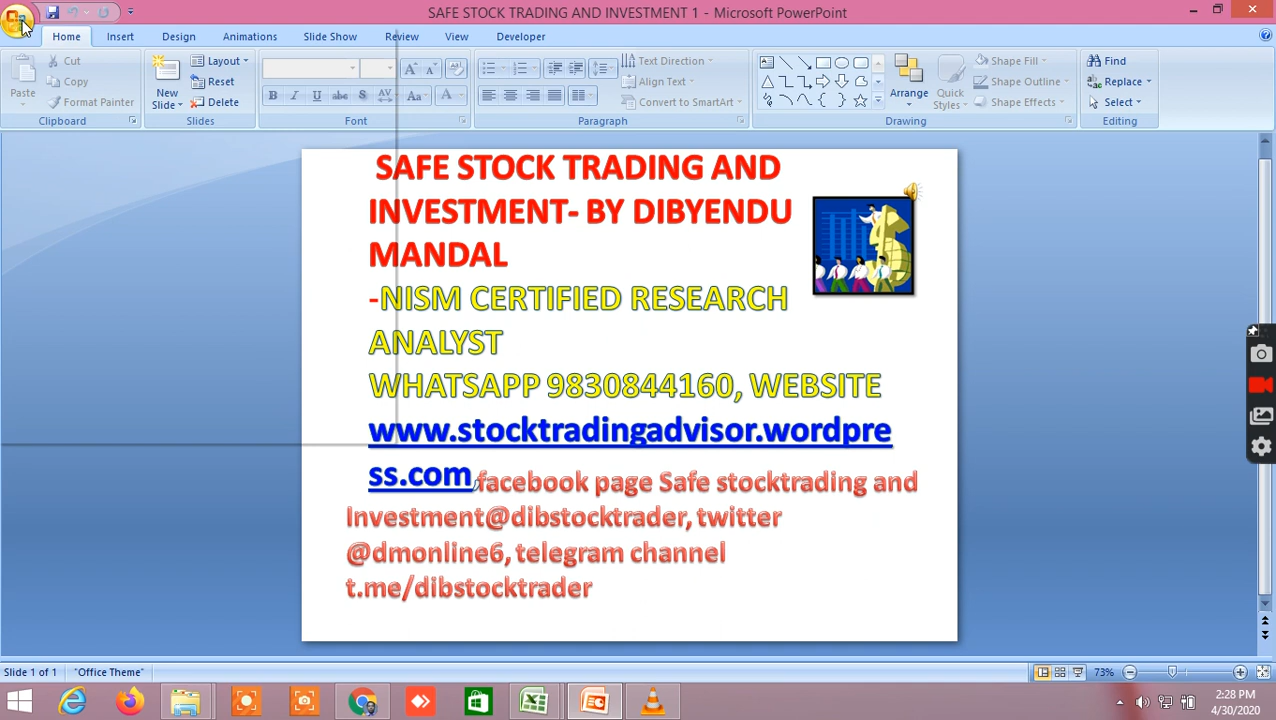 SAFE STOCK TRADING AND INVESTMENT 1 - Microsoft PowerPoint
Home Insert Design Animations Slide Show Review View Developer
Paste Cut Copy Format Painter
Clipboard
New Slide Layout Reset Delete
Slides
B I U abc S AV Aa A
Font
Text Direction
Align Text
Convert to SmartArt
Paragraph
Arrange Quick Styles
Shape Fill
Shape Outline
Shape Effects
Drawing
Find
Replace
Select
Editing
SAFE STOCK TRADING AND
INVESTMENT- BY DIBYENDU
MANDAL
-NISM CERTIFIED RESEARCH
ANALYST
WHATSAPP 9830844160, WEBSITE
www.stocktradingadvisor.wordpre
ss.com,facebook page Safe stocktrading and
Investment@dibstocktrader, twitter
@dmonline6, telegram channel
t.me/dibstocktrader
Slide 1 of 1 "Office Theme" 73%
2:28 PM
4/30/2020